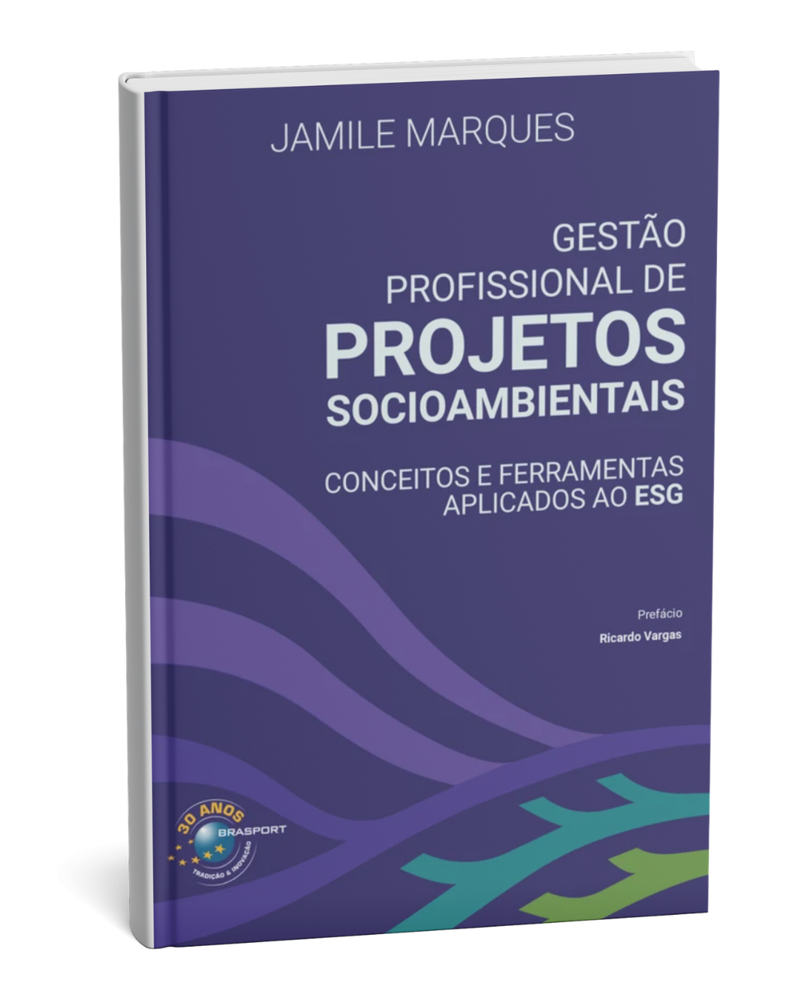 JAMILE MARQUES
GESTÃO
PROFISSIONAL DE
PROJETOS
SOCIOAMBIENTAIS
CONCEITOS E FERRAMENTAS
APLICADOS AO ESG
Prefácio
Ricardo Vargas
30 ANOS
BRASPORT
TRADIÇÃO & INOVAÇÃO